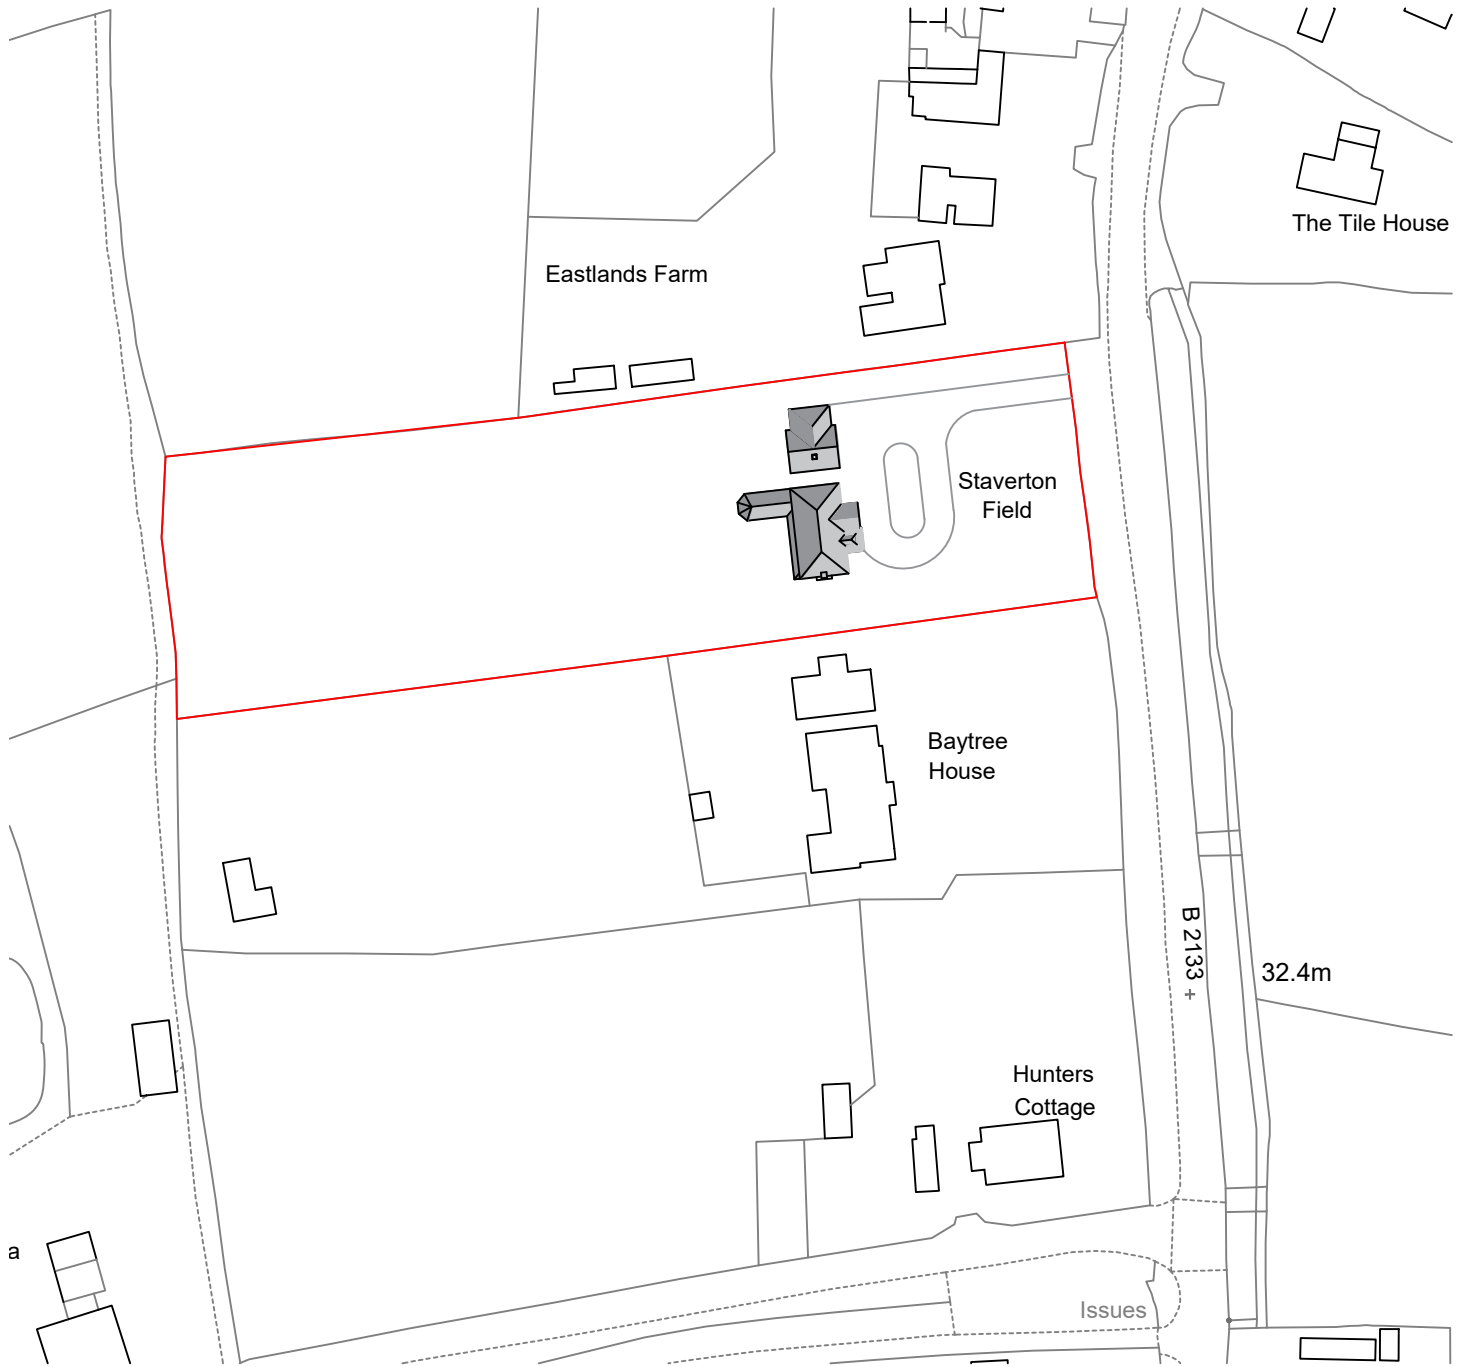 The Tile House
Eastlands Farm
Staverton
Field
Baytree
House
B 2133
32.4m
Hunters
Cottage
a
Issues